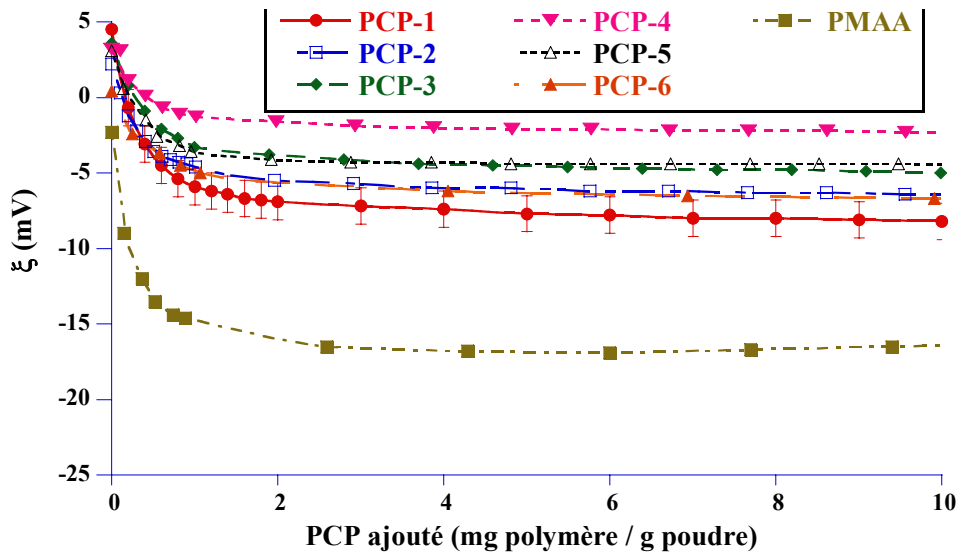 PCP-1 PCP-4 PMAA
PCP-2 PCP-5
PCP-3 PCP-6
5
0
-5
-10
-15
-20
-25
ξ (mV)
0 2 4 6 8 10
PCP ajouté (mg polymère / g poudre)